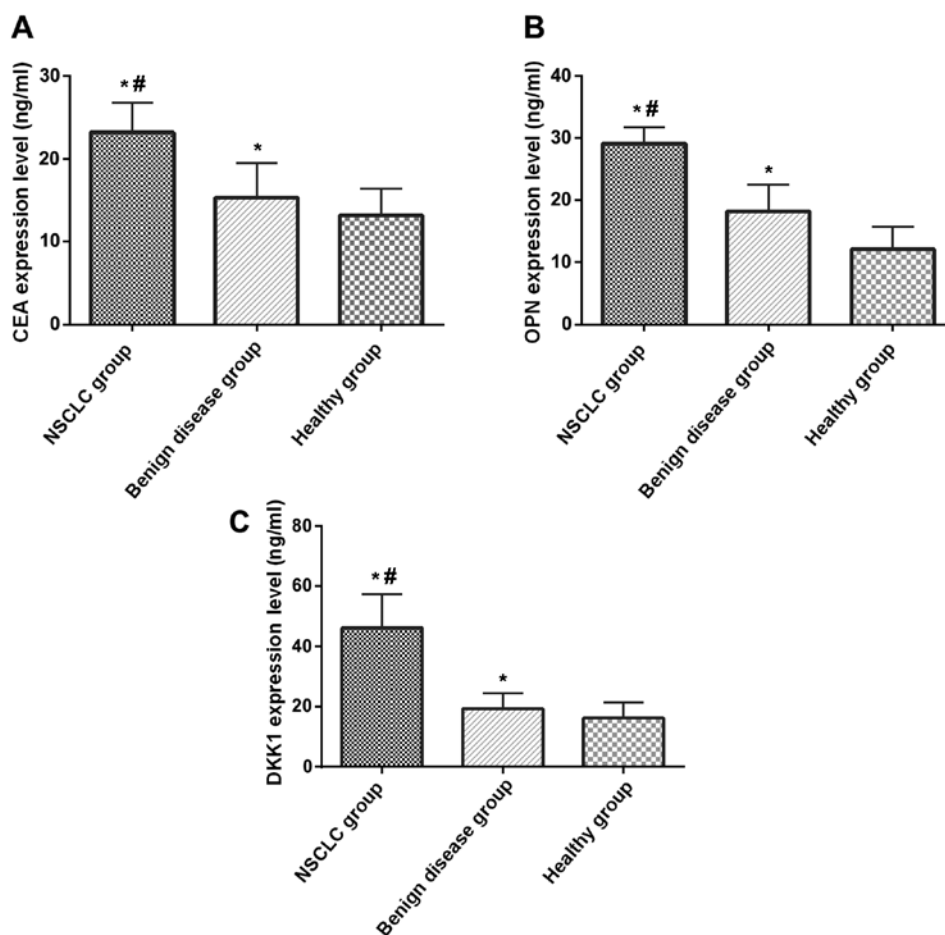 A
CEA expression level (ng/ml)
30
20
10
0
*#
*
NSCLC group
Benign disease group
Healthy group
B
OPN expression level (ng/ml)
40
30
20
10
0
*#
*
NSCLC group
Benign disease group
Healthy group
C
DKK1 expression level (ng/ml)
80
60
40
20
0
*#
*
NSCLC group
Benign disease group
Healthy group